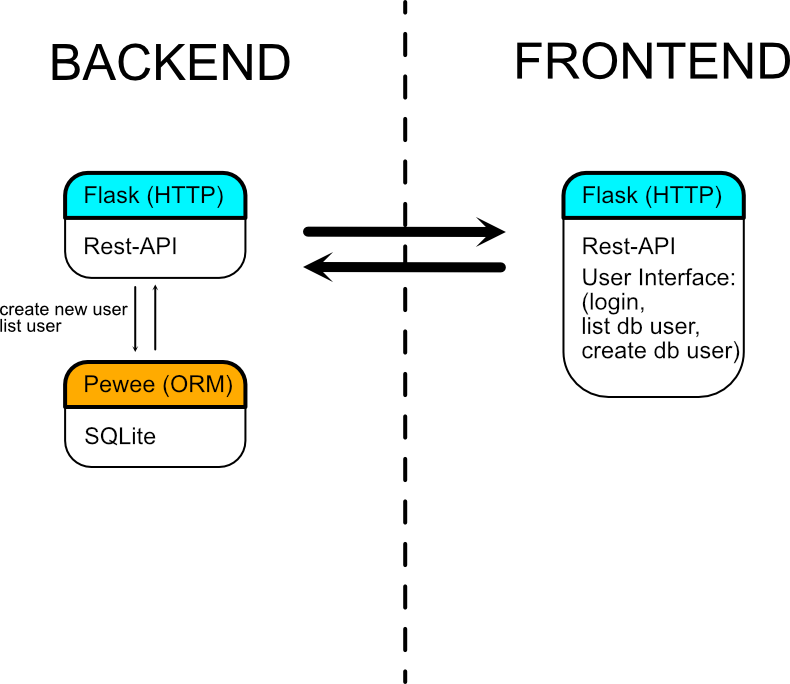 BACKEND
FRONTEND
Flask (HTTP)
Rest-API
create new user
list user
Pewee (ORM)
SQLite
Flask (HTTP)
Rest-API
User Interface:
(login,
list db user,
create db user)